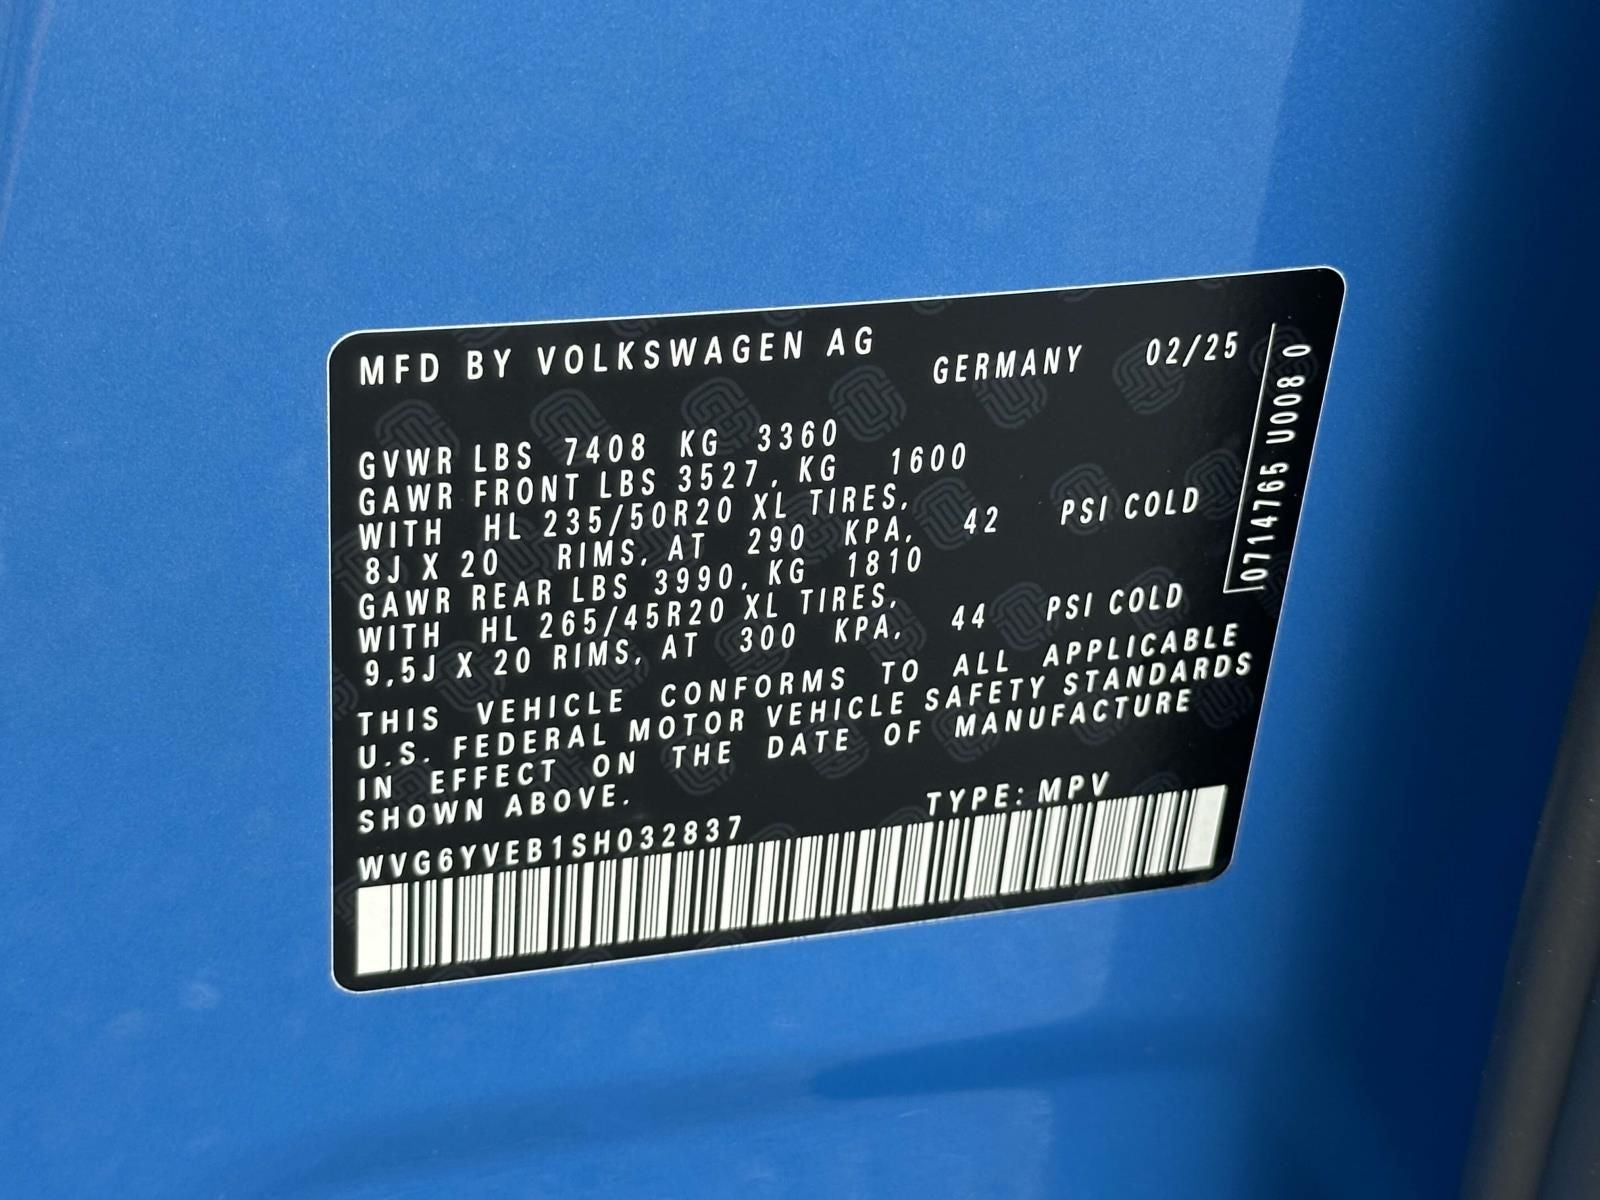 MFD BY VOLKSWAGEN AG GERMANY 02/25
GVWR LBS 7408 KG 3360
GAWR FRONT LBS 3527, KG 1600
WITH HL 235/50R20 XL TIRES,
8J X 20 RIMS, AT 290 KPA, 42 PSI COLD
GAWR REAR LBS 3990, KG 1810
WITH HL 265/45R20 XL TIRES,
9,5J X 20 RIMS, AT 300 KPA, 44 PSI COLD
THIS VEHICLE CONFORMS TO ALL APPLICABLE
U.S. FEDERAL MOTOR VEHICLE SAFETY STANDARDS
IN EFFECT ON THE DATE OF MANUFACTURE
SHOWN ABOVE.
TYPE: MPV
WVG6YVEB1SH032837
0714765 U008 0